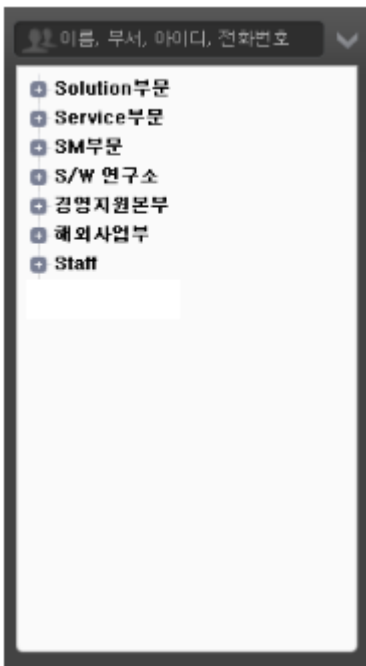 이름, 부서, 아이디, 전화번호
Solution부문
Service부문
SM부문
S/W 연구소
경영지원본부
해외사업부
Staff